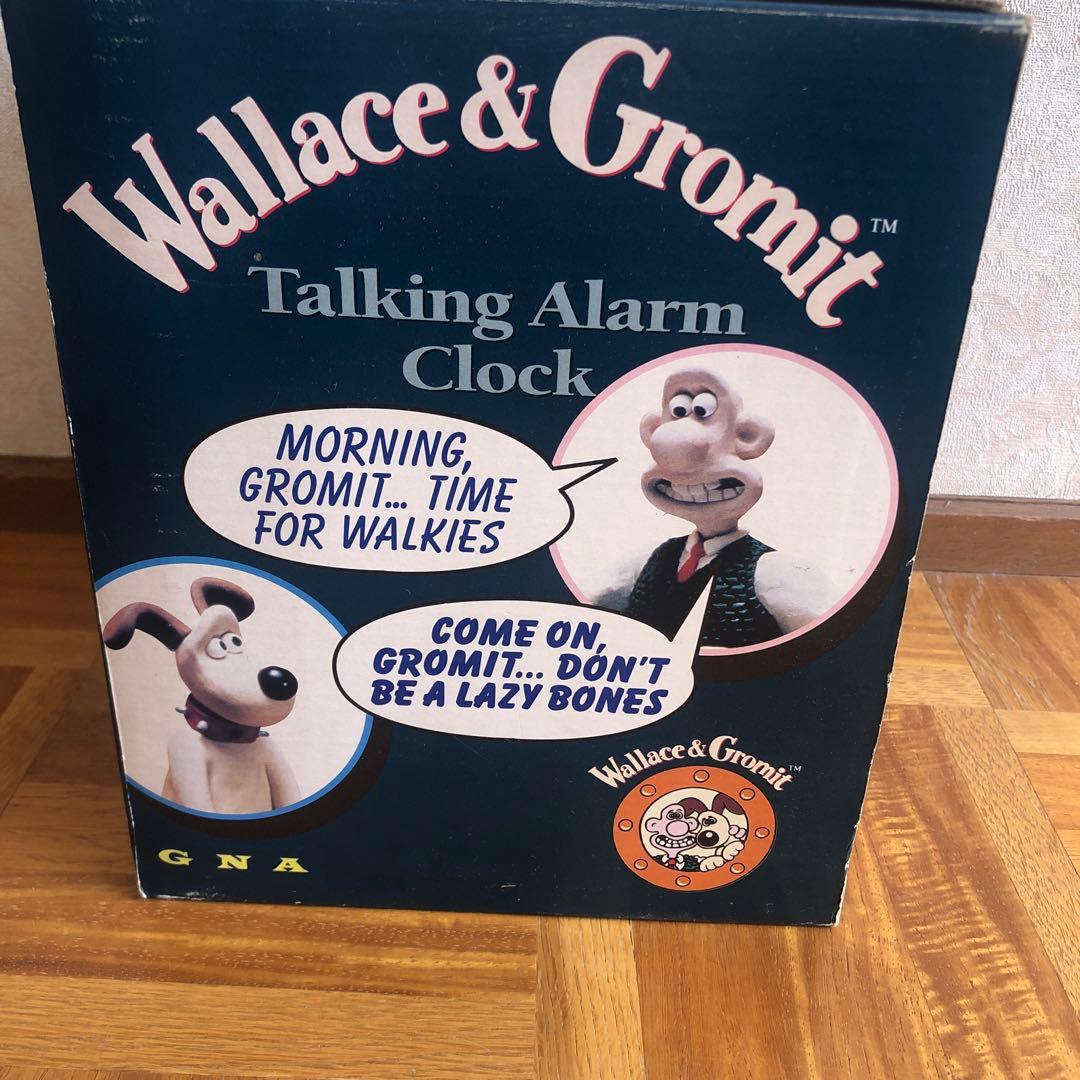 Wallace & Gromit™
Talking Alarm
Clock
MORNING,
GROMIT... TIME
FOR WALKIES
COME ON,
GROMIT... DON'T
BE A LAZY BONES
Wallace & Gromit™
GNA